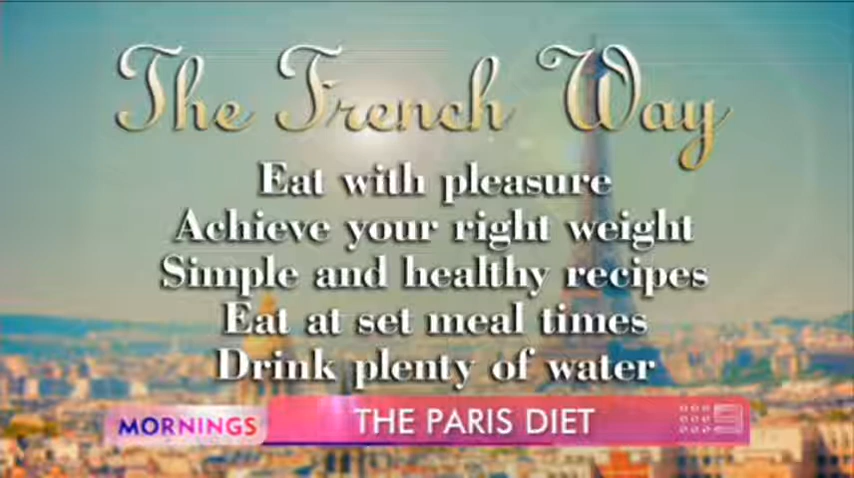 The French Way
Eat with pleasure
Achieve your right weight
Simple and healthy recipes
Eat at set meal times
Drink plenty of water
MORNINGS THE PARIS DIET